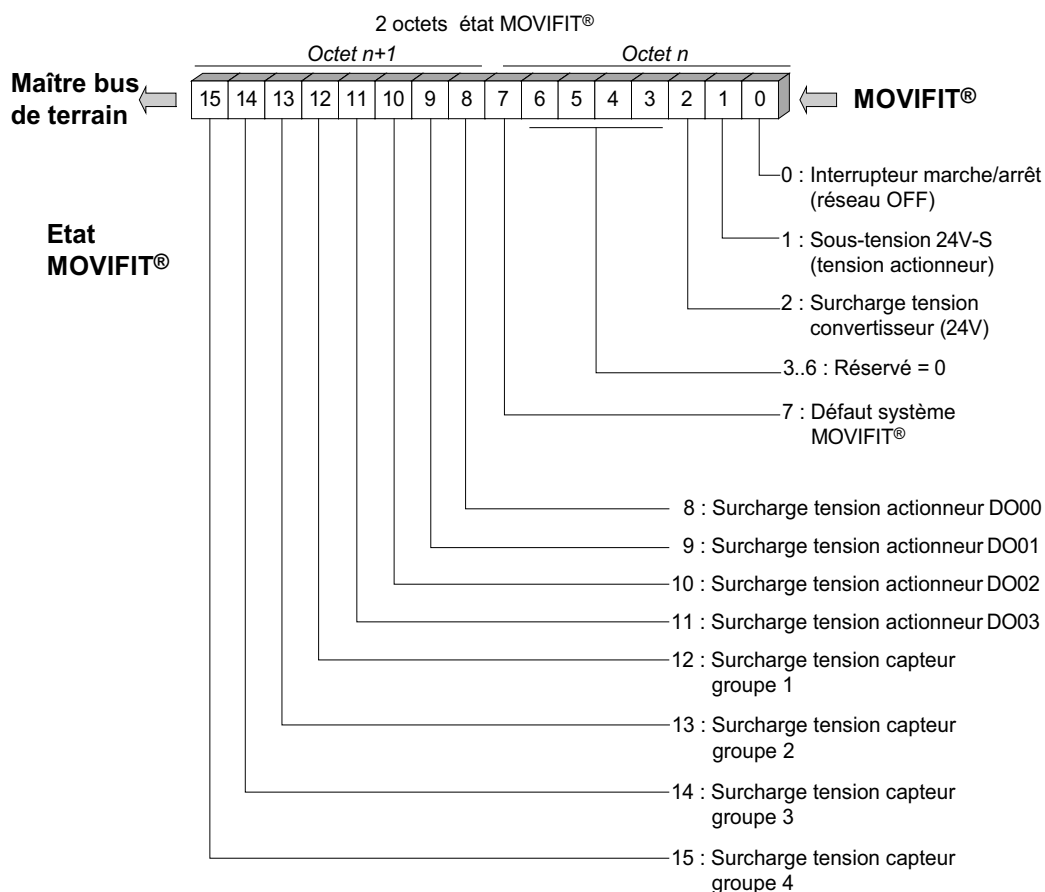 2 octets état MOVIFIT®
Octet n+1 Octet n
Maître bus
de terrain
15 14 13 12 11 10 9 8 7 6 5 4 3 2 1 0
MOVIFIT®
Etat
MOVIFIT®
0 : Interrupteur marche/arrêt
(réseau OFF)
1 : Sous-tension 24V-S
(tension actionneur)
2 : Surcharge tension
convertisseur (24V)
3..6 : Réservé = 0
7 : Défaut système
MOVIFIT®
8 : Surcharge tension actionneur DO00
9 : Surcharge tension actionneur DO01
10 : Surcharge tension actionneur DO02
11 : Surcharge tension actionneur DO03
12 : Surcharge tension capteur
groupe 1
13 : Surcharge tension capteur
groupe 2
14 : Surcharge tension capteur
groupe 3
15 : Surcharge tension capteur
groupe 4